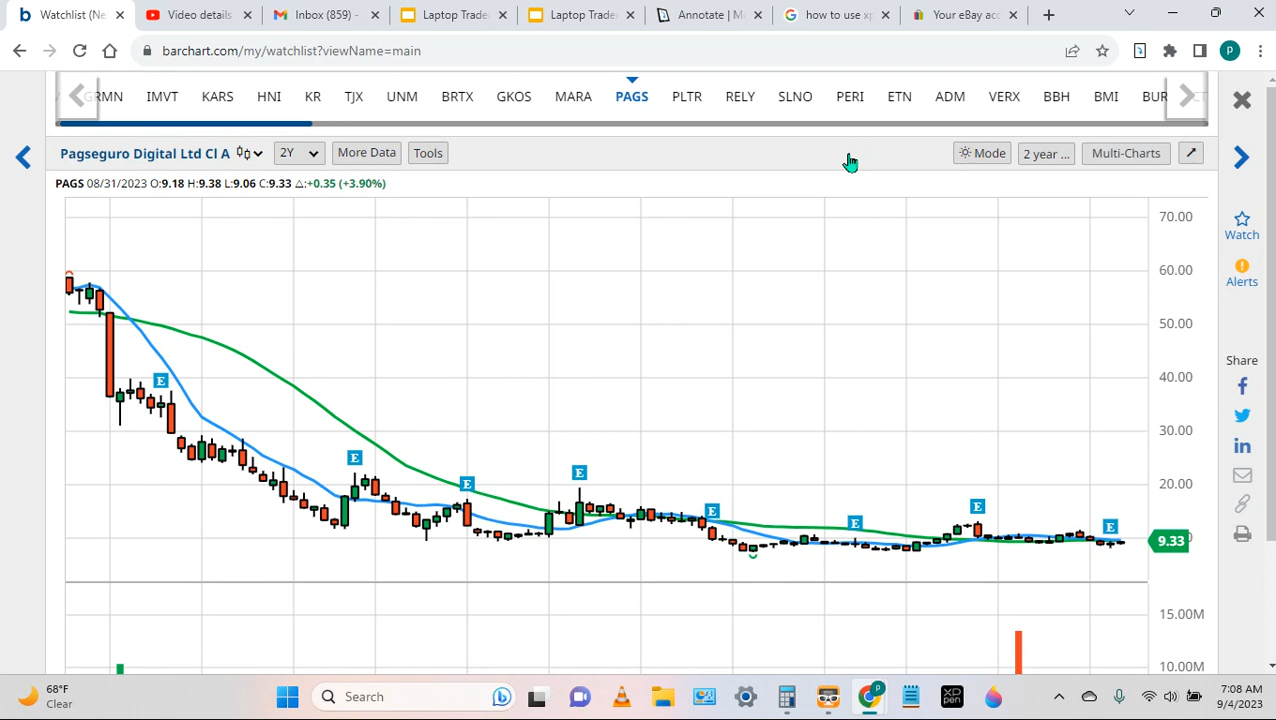 Watchlist (Ne
Video details
Inbox (859) -
Laptop Trade
Laptop Trade
Annotate | Mo
how to use xp
Your eBay acc
barchart.com/my/watchlist?viewName=main
P
GRMN IMVT KARS HNI KR TJX UNM BRTX GKOS MARA PAGS PLTR RELY SLNO PERI ETN ADM VERX BBH BMI BUR
Pagseguro Digital Ltd Cl A 2Y More Data Tools Mode 2 year ... Multi-Charts
PAGS 08/31/2023 O:9.18 H:9.38 L:9.06 C:9.33 △:+0.35 (+3.90%)
70.00
60.00
50.00
40.00
30.00
20.00
9.33
15.00M
10.00M
E
E
E
E
E
E
E
E
Watch
Alerts
Share
68°F
Clear
Search
XD
PEN
P
7:08 AM
9/4/2023